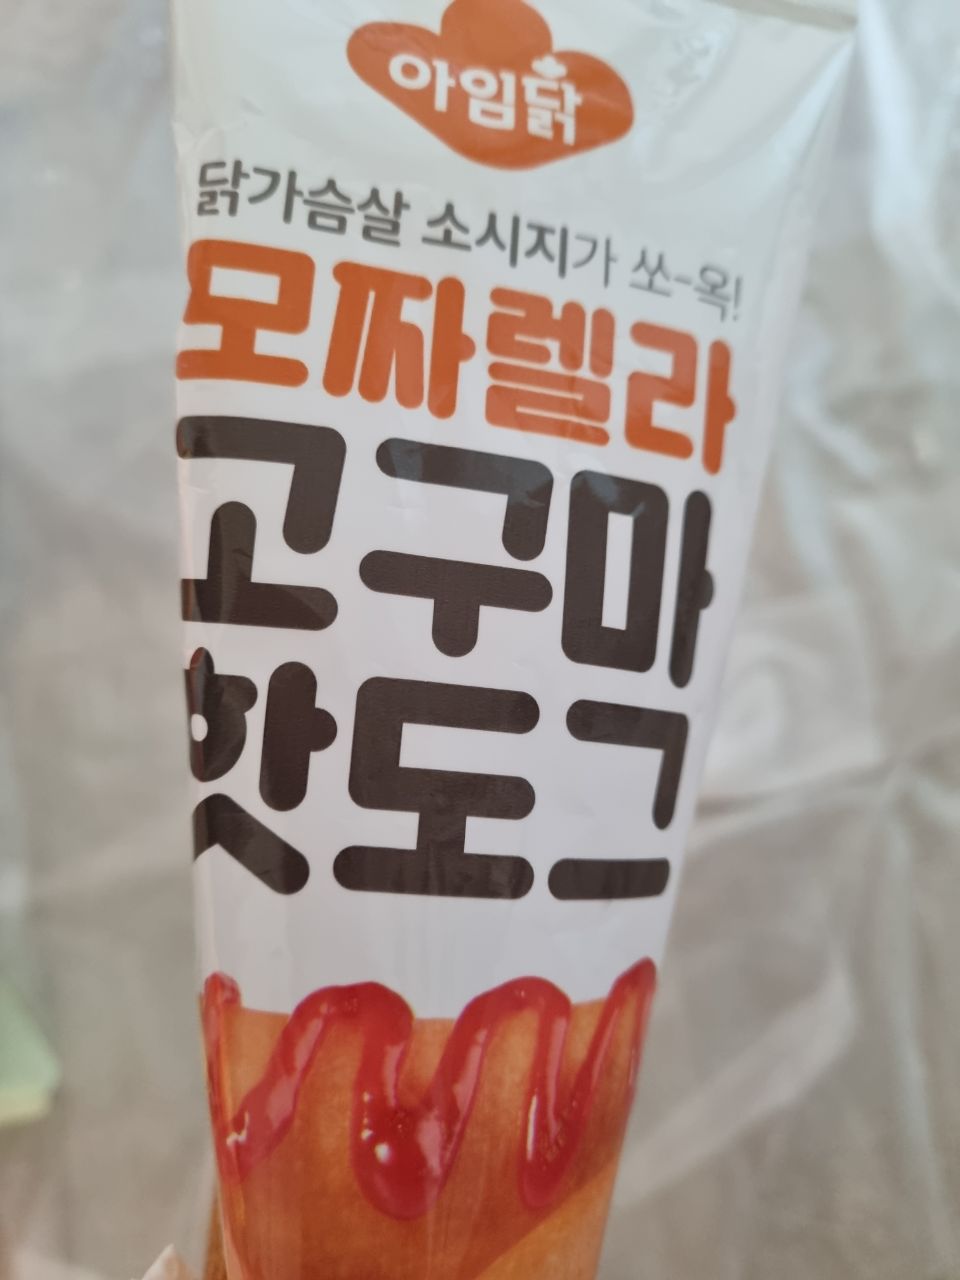 아임닭
닭가슴살 소시지가 쏘-옥!
모짜렐라
고구마
핫도그